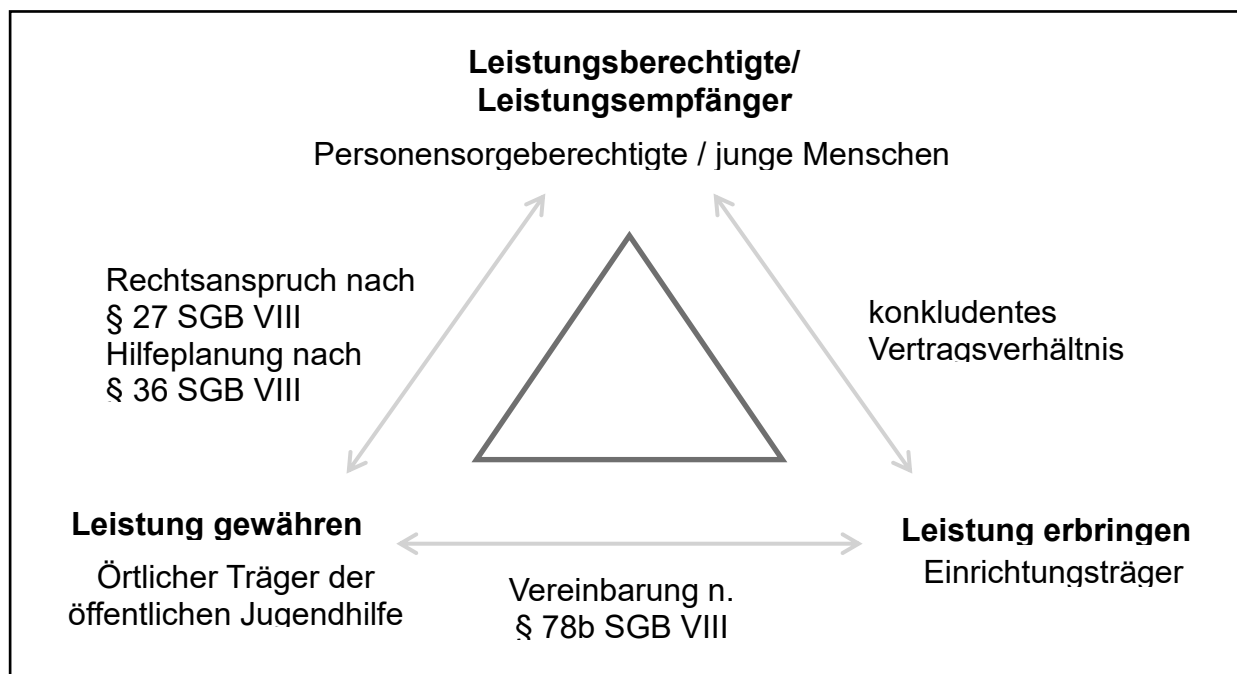 Leistungsberechtigte/
Leistungsempfänger
Personensorgeberechtigte / junge Menschen
Rechtsanspruch nach
§ 27 SGB VIII
Hilfeplanung nach
§ 36 SGB VIII
konkludentes
Vertragsverhältnis
Leistung gewähren
Örtlicher Träger der
öffentlichen Jugendhilfe
Vereinbarung n.
§ 78b SGB VIII
Leistung erbringen
Einrichtungsträger